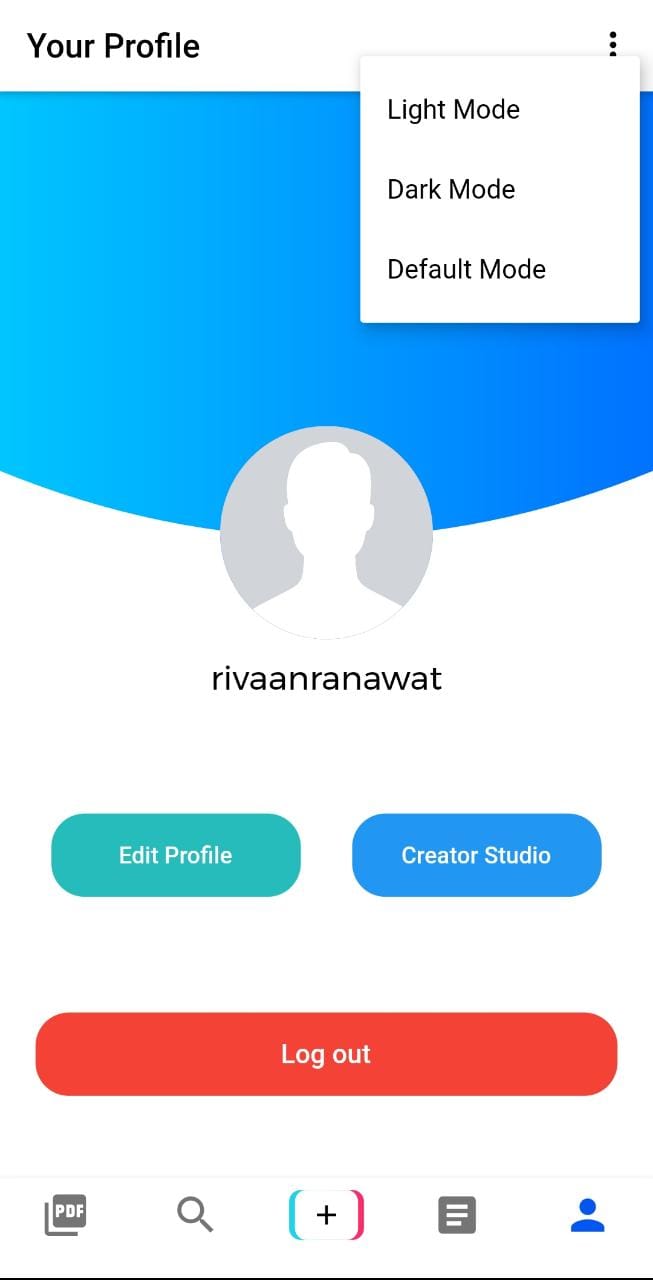 Your Profile
Light Mode
Dark Mode
Default Mode
rivaanranawat
Edit Profile
Creator Studio
Log out
PDF